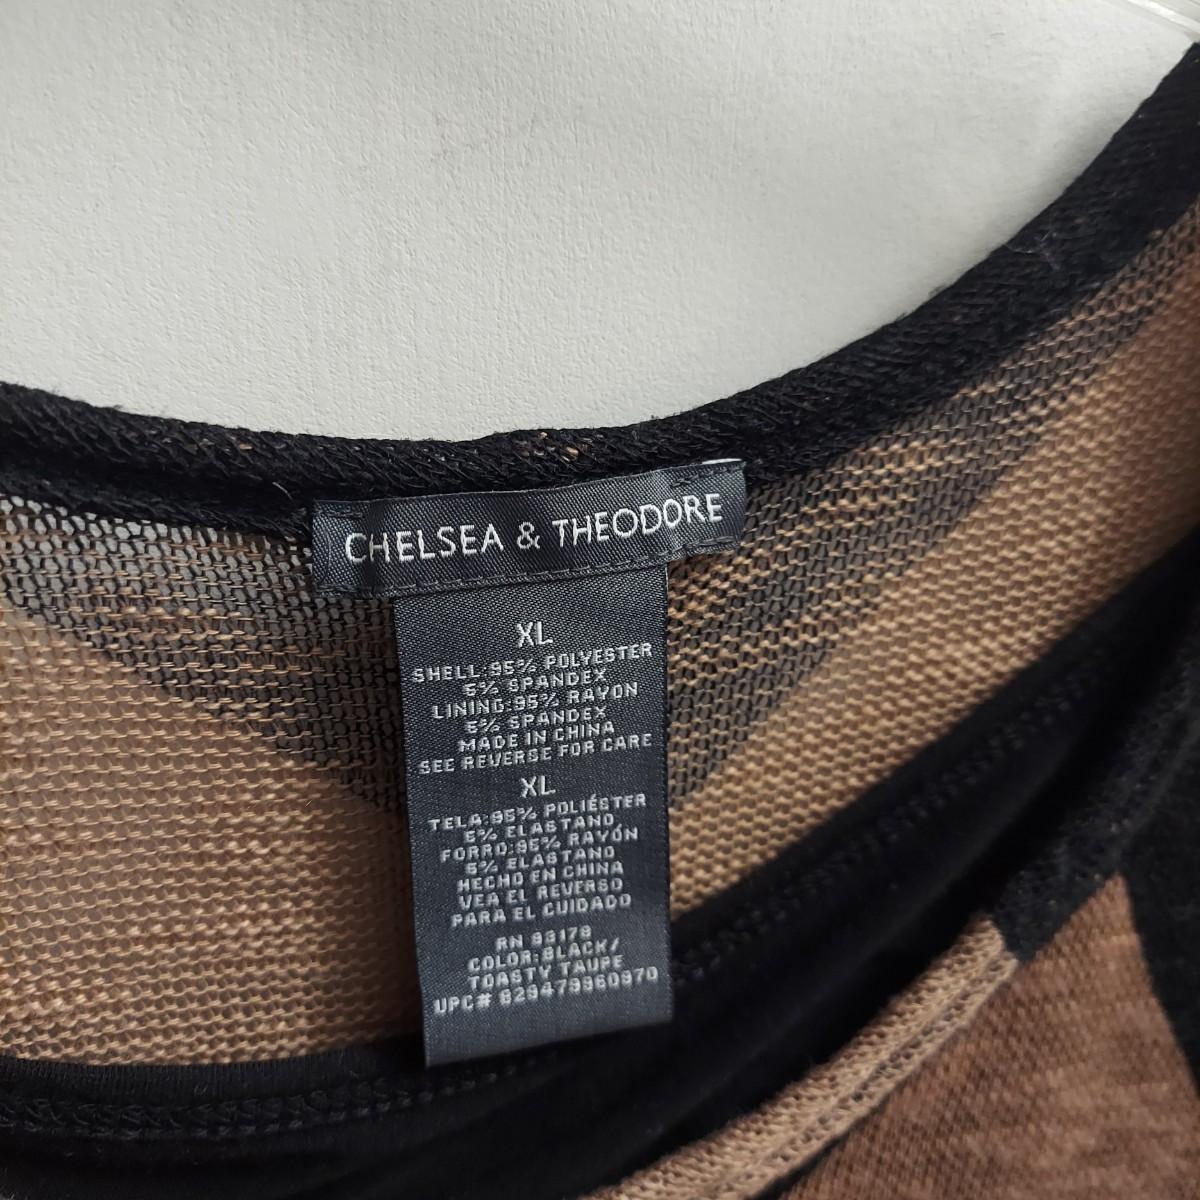 CHELSEA & THEODORE
XL
SHELL:95% POLYESTER
5% SPANDEX
LINING:95% RAYON
5% SPANDEX
MADE IN CHINA
SEE REVERSE FOR CARE
XL
TELA:95% POLIÉSTER
5% ELASTANO
FORRO:95% RAYÓN
5% ELASTANO
HECHO EN CHINA
VEA EL REVERSO
PARA EL CUIDADO
RN 93178
COLOR:BLACK/
TOASTY TAUPE
UPC# 829479960970